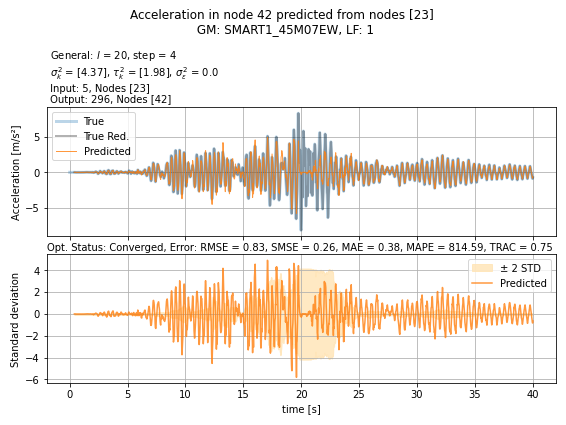 Acceleration in node 42 predicted from nodes [23]
GM: SMART1_45M07EW, LF: 1
General: l = 20, step = 4
σ²ₖ = [4.37], τ²ₖ = [1.98], σ²ε = 0.0
Input: 5, Nodes [23]
Output: 296, Nodes [42]
True
True Red.
Predicted
Acceleration [m/s²]
5
0
−5
Opt. Status: Converged, Error: RMSE = 0.83, SMSE = 0.26, MAE = 0.38, MAPE = 814.59, TRAC = 0.75
± 2 STD
Predicted
Standard deviation
4
2
0
−2
−4
−6
0 5 10 15 20 25 30 35 40
time [s]